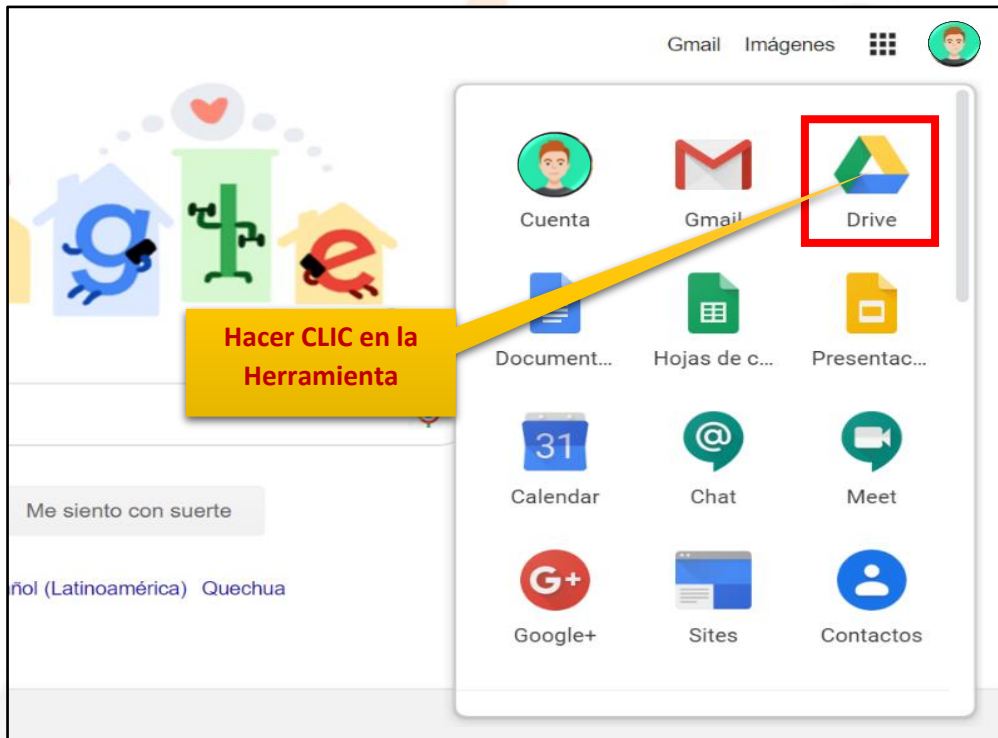 Gmail Imágenes
g
e
Cuenta Gmail Drive
Hacer CLIC en la
Herramienta
Document... Hojas de c... Presentac...
31
Calendar Chat Meet
Me siento con suerte
G+
ñol (Latinoamérica) Quechua
Google+ Sites Contactos